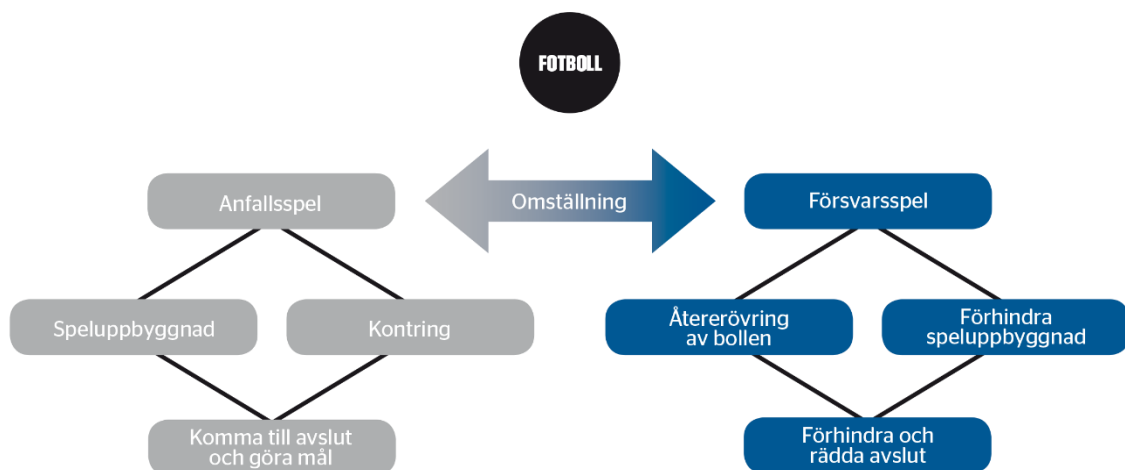 FOTBOLL
Anfallsspel
Omställning
Försvarsspel
Speluppbyggnad
Kontring
Återerövring
av bollen
Förhindra
speluppbyggnad
Komma till avslut
och göra mål
Förhindra och
rädda avslut